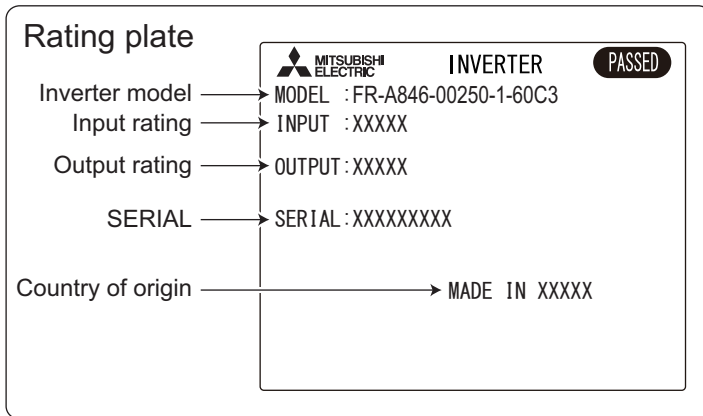 Rating plate
MITSUBISHI
ELECTRIC
INVERTER
PASSED
Inverter model
MODEL :FR-A846-00250-1-60C3
Input rating
INPUT :XXXXX
Output rating
OUTPUT:XXXXX
SERIAL
SERIAL:XXXXXXXXX
Country of origin
MADE IN XXXXX